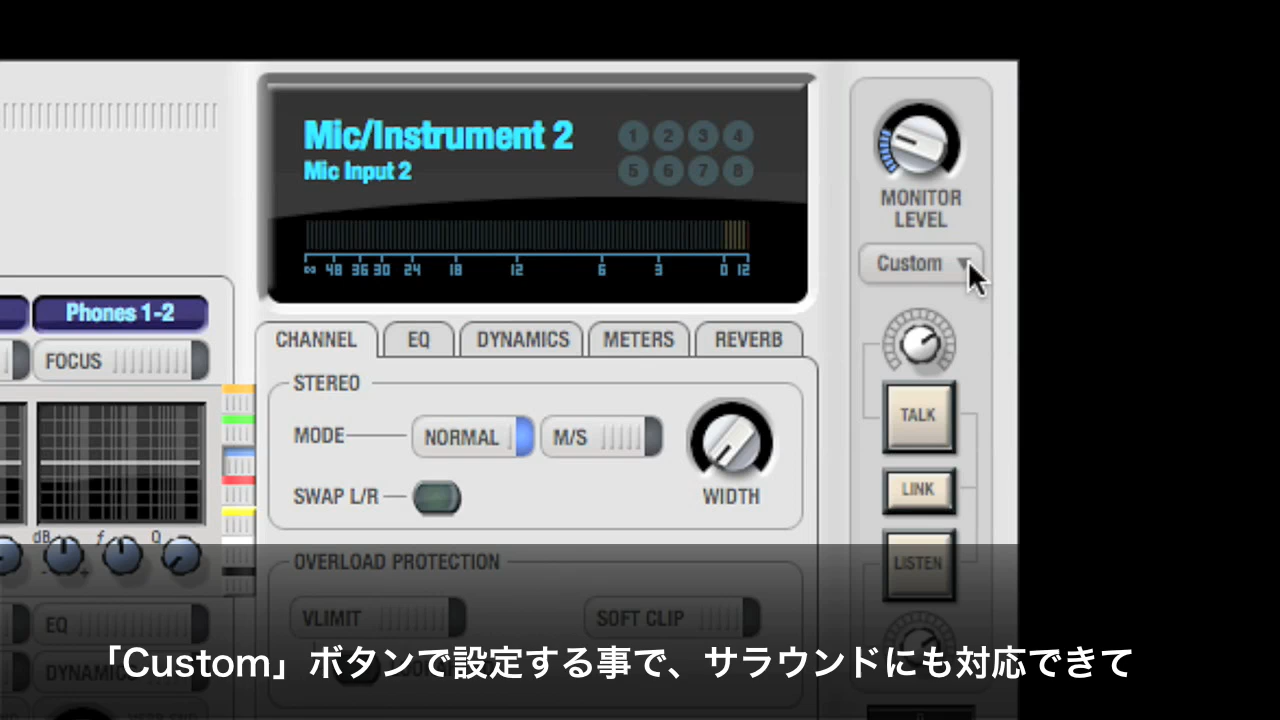 Mic/Instrument 2
Mic Input 2
1 2 3 4
5 6 7 8
∞ 48 36 30 24 18 12 6 3 0 12
MONITOR
LEVEL
Custom
Phones 1-2
FOCUS
CHANNEL EQ DYNAMICS METERS REVERB
STEREO
MODE NORMAL M/S
SWAP L/R
WIDTH
TALK
LINK
LISTEN
dB f Q
- +
OVERLOAD PROTECTION
VLIMIT SOFT CLIP
EQ
DYNAMIC
「Custom」ボタンで設定する事で、サラウンドにも対応できて